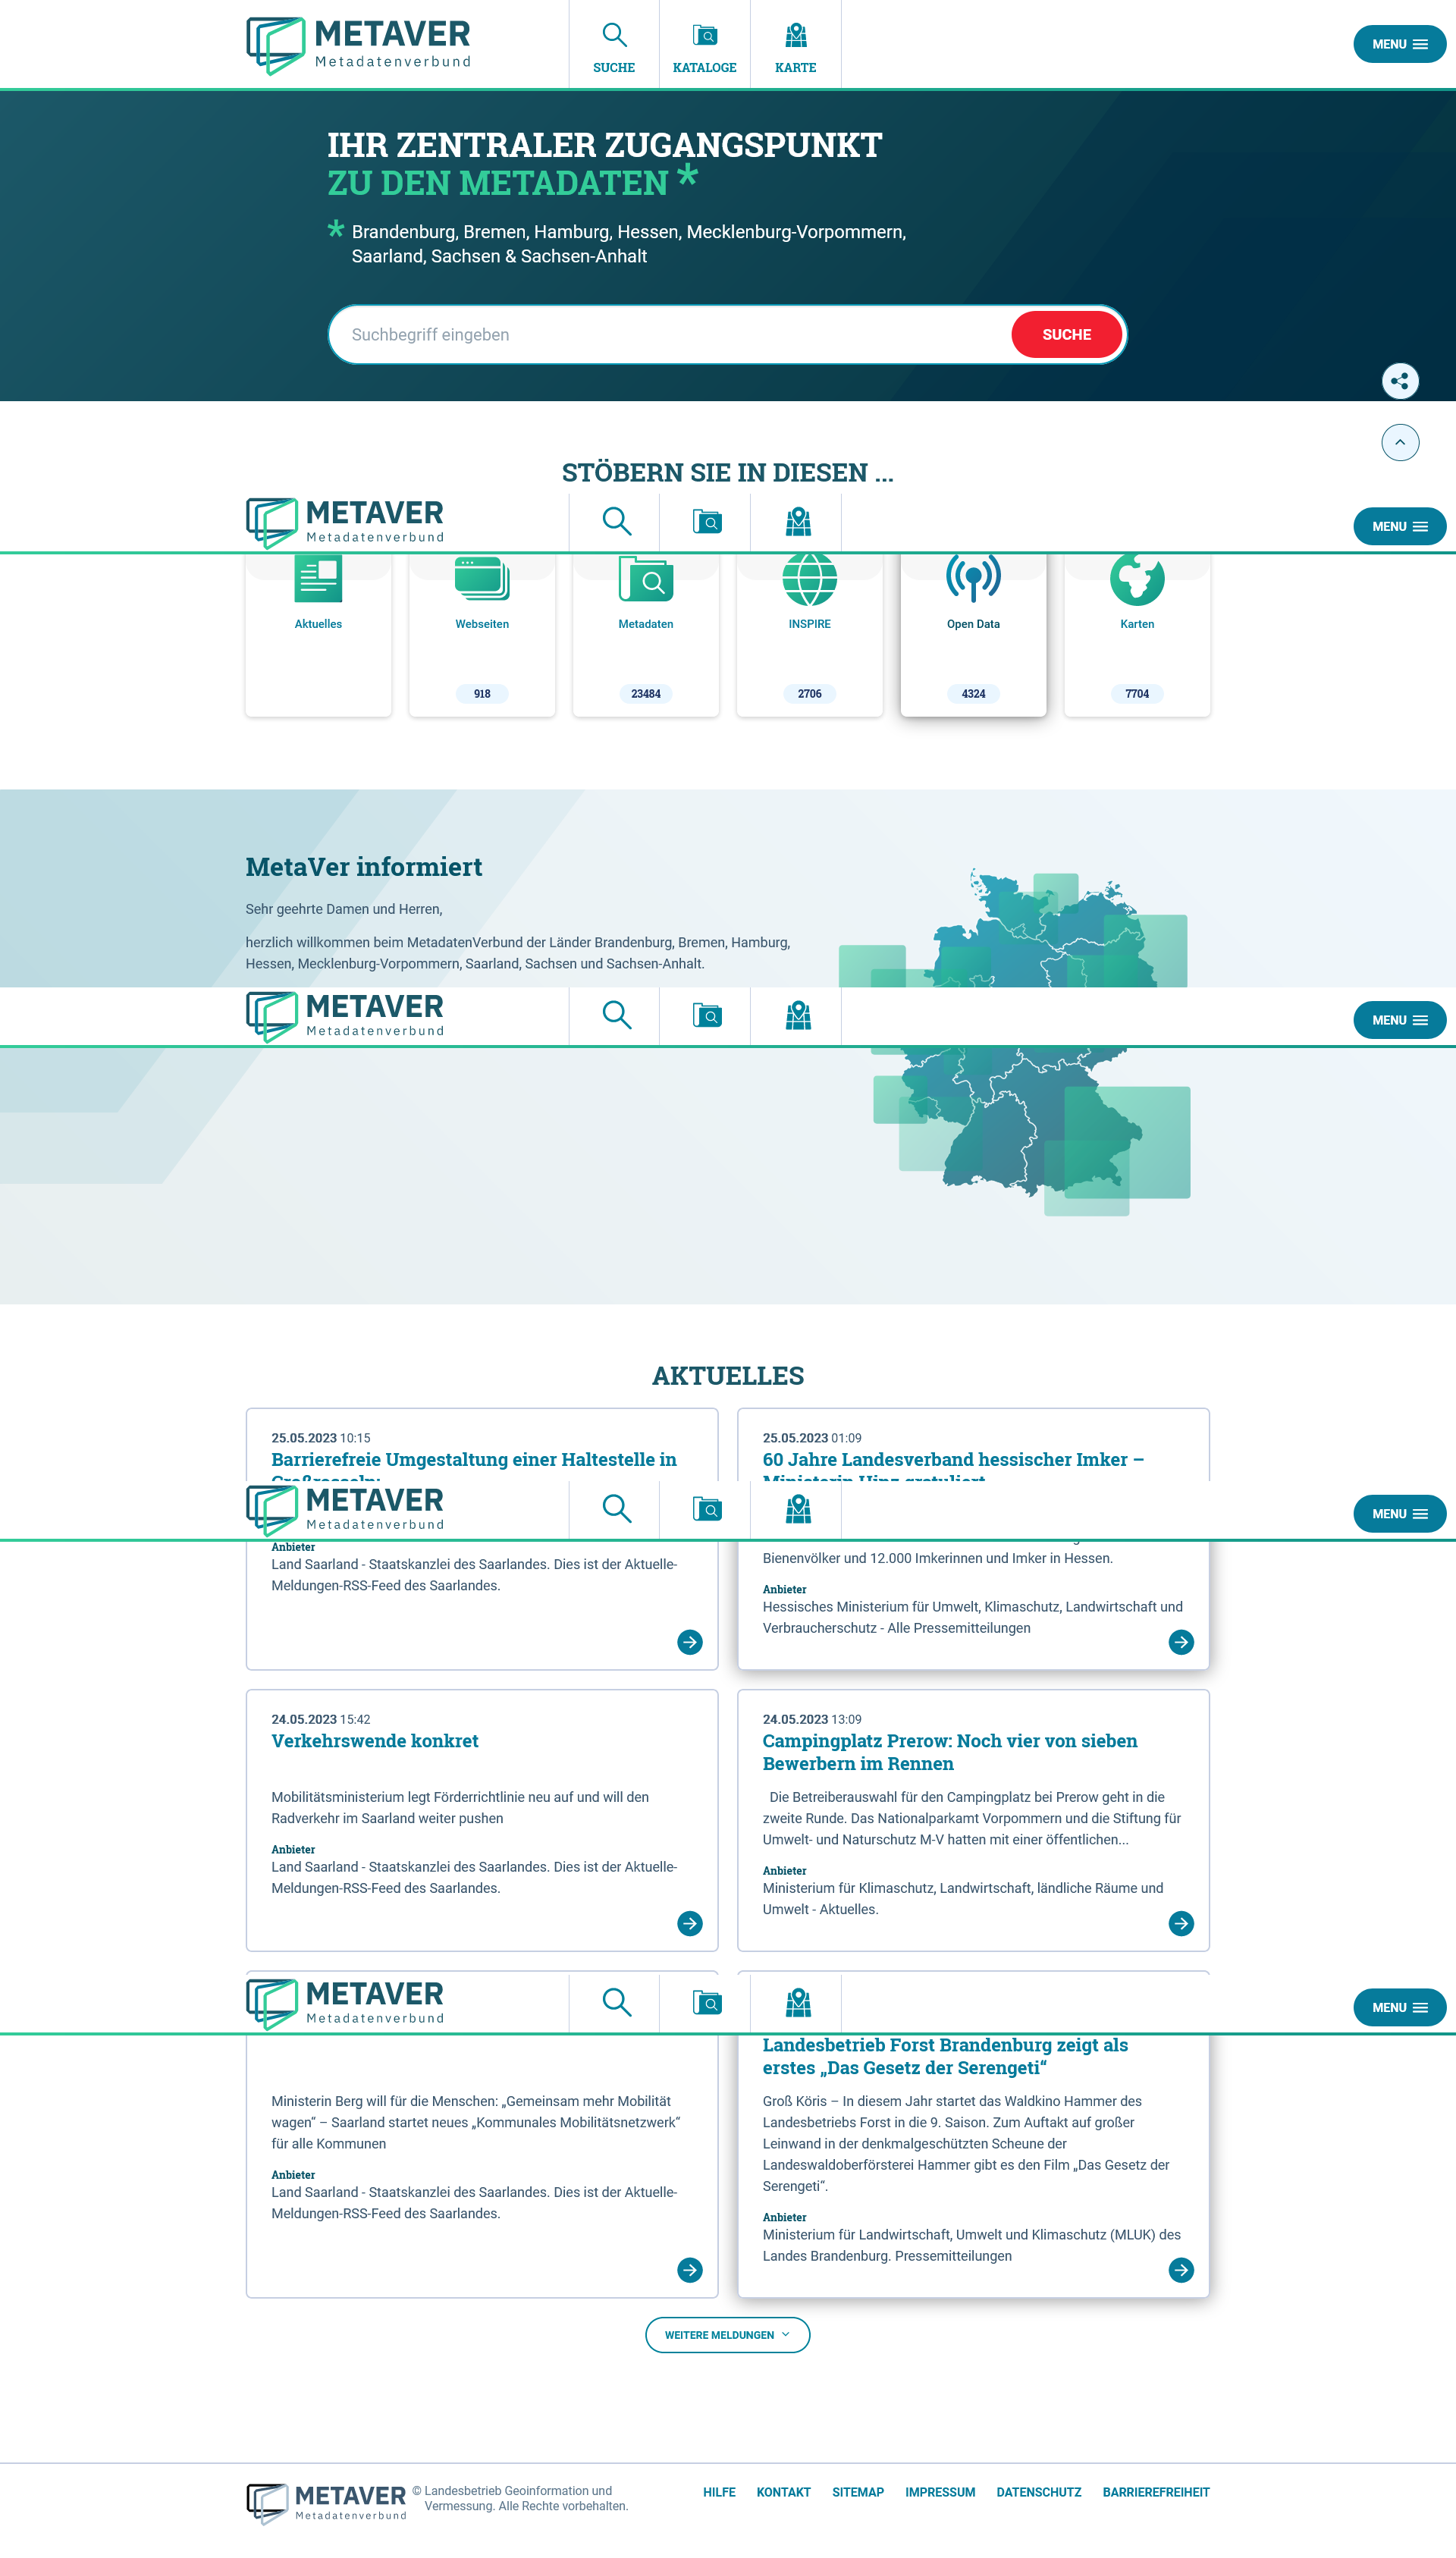 METAVER
Metadatenverbund
SUCHE
KATALOGE
KARTE
MENU
IHR ZENTRALER ZUGANGSPUNKT
ZU DEN METADATEN *
* Brandenburg, Bremen, Hamburg, Hessen, Mecklenburg-Vorpommern,
Saarland, Sachsen & Sachsen-Anhalt
Suchbegriff eingeben
SUCHE
STÖBERN SIE IN DIESEN ...
METAVER
Metadatenverbund
MENU
Aktuelles
Webseiten
Metadaten
INSPIRE
Open Data
Karten
918
23484
2706
4324
7704
MetaVer informiert
Sehr geehrte Damen und Herren,
herzlich willkommen beim MetadatenVerbund der Länder Brandenburg, Bremen, Hamburg,
Hessen, Mecklenburg-Vorpommern, Saarland, Sachsen und Sachsen-Anhalt.
METAVER
Metadatenverbund
MENU
AKTUELLES
25.05.2023 10:15
Barrierefreie Umgestaltung einer Haltestelle in
Großrosseln:
25.05.2023 01:09
60 Jahre Landesverband hessischer Imker –
Ministerin Hinz gratuliert
METAVER
Metadatenverbund
MENU
Anbieter
Land Saarland - Staatskanzlei des Saarlandes. Dies ist der Aktuelle-
Meldungen-RSS-Feed des Saarlandes.
Bienenvölker und 12.000 Imkerinnen und Imker in Hessen.
Anbieter
Hessisches Ministerium für Umwelt, Klimaschutz, Landwirtschaft und
Verbraucherschutz - Alle Pressemitteilungen
24.05.2023 15:42
Verkehrswende konkret
Mobilitätsministerium legt Förderrichtlinie neu auf und will den
Radverkehr im Saarland weiter pushen
Anbieter
Land Saarland - Staatskanzlei des Saarlandes. Dies ist der Aktuelle-
Meldungen-RSS-Feed des Saarlandes.
24.05.2023 13:09
Campingplatz Prerow: Noch vier von sieben
Bewerbern im Rennen
Die Betreiberauswahl für den Campingplatz bei Prerow geht in die
zweite Runde. Das Nationalparkamt Vorpommern und die Stiftung für
Umwelt- und Naturschutz M-V hatten mit einer öffentlichen...
Anbieter
Ministerium für Klimaschutz, Landwirtschaft, ländliche Räume und
Umwelt - Aktuelles.
METAVER
Metadatenverbund
MENU
Ministerin Berg will für die Menschen: „Gemeinsam mehr Mobilität
wagen“ – Saarland startet neues „Kommunales Mobilitätsnetzwerk“
für alle Kommunen
Anbieter
Land Saarland - Staatskanzlei des Saarlandes. Dies ist der Aktuelle-
Meldungen-RSS-Feed des Saarlandes.
Landesbetrieb Forst Brandenburg zeigt als
erstes „Das Gesetz der Serengeti“
Groß Köris – In diesem Jahr startet das Waldkino Hammer des
Landesbetriebs Forst in die 9. Saison. Zum Auftakt auf großer
Leinwand in der denkmalgeschützten Scheune der
Landeswaldoberförsterei Hammer gibt es den Film „Das Gesetz der
Serengeti“.
Anbieter
Ministerium für Landwirtschaft, Umwelt und Klimaschutz (MLUK) des
Landes Brandenburg. Pressemitteilungen
WEITERE MELDUNGEN
METAVER
Metadatenverbund
© Landesbetrieb Geoinformation und
Vermessung. Alle Rechte vorbehalten.
HILFE
KONTAKT
SITEMAP
IMPRESSUM
DATENSCHUTZ
BARRIEREFREIHEIT